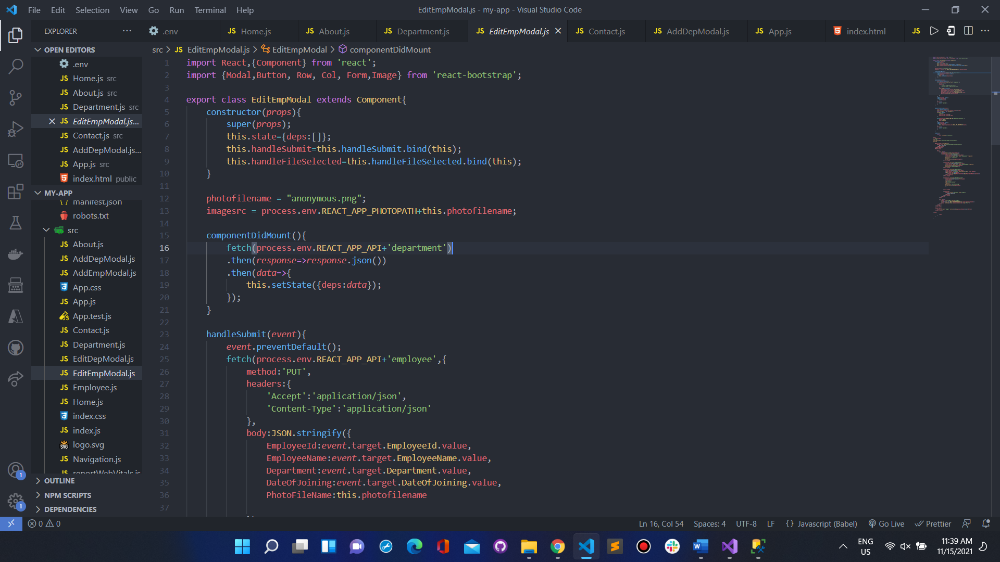 File Edit Selection View Go Run Terminal Help
EditEmpModal.js - my-app - Visual Studio Code
EXPLORER
.env
JS Home.js
JS About.js
JS Department.js
JS EditEmpModal.js
JS Contact.js
JS AddDepModal.js
JS App.js
index.html
JS
OPEN EDITORS
.env
JS Home.js src
JS About.js src
JS Department.js src
JS EditEmpModal.js...
JS Contact.js src
JS AddDepModal.js...
JS App.js src
index.html public
MY-APP
manifest.json
robots.txt
src
JS About.js
JS AddDepModal.js
JS AddEmpModal.js
App.css
JS App.js
App.test.js
JS Contact.js
JS Department.js
JS EditDepModal.js
JS EditEmpModal.js
JS Employee.js
JS Home.js
index.css
JS index.js
SVG logo.svg
JS Navigation.js
JS reportWebVitals.js
OUTLINE
NPM SCRIPTS
DEPENDENCIES
1
1
src > JS EditEmpModal.js > EditEmpModal > componentDidMount
1 import React,{Component} from 'react';
2 import {Modal,Button, Row, Col, Form,Image} from 'react-bootstrap';
3
4 export class EditEmpModal extends Component{
5 constructor(props){
6 super(props);
7 this.state={deps:[]};
8 this.handleSubmit=this.handleSubmit.bind(this);
9 this.handleFileSelected=this.handleFileSelected.bind(this);
10 }
11
12 photofilename = "anonymous.png";
13 imagesrc = process.env.REACT_APP_PHOTOPATH+this.photofilename;
14
15 componentDidMount(){
16 fetch(process.env.REACT_APP_API+'department')
17 .then(response=>response.json())
18 .then(data=>{
19 this.setState({deps:data});
20 });
21 }
22
23 handleSubmit(event){
24 event.preventDefault();
25 fetch(process.env.REACT_APP_API+'employee',{
26 method:'PUT',
27 headers:{
28 'Accept':'application/json',
29 'Content-Type':'application/json'
30 },
31 body:JSON.stringify({
32 EmployeeId:event.target.EmployeeId.value,
33 EmployeeName:event.target.EmployeeName.value,
34 Department:event.target.Department.value,
35 DateOfJoining:event.target.DateOfJoining.value,
36 PhotoFileName:this.photofilename
37
0 0
Ln 16, Col 54 Spaces: 4 UTF-8 LF {} Javascript (Babel) Go Live Prettier
ENG
US
11:39 AM
11/15/2021